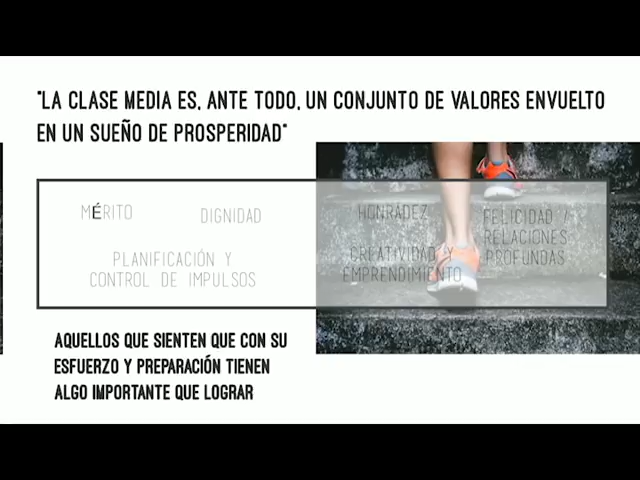 "LA CLASE MEDIA ES, ANTE TODO, UN CONJUNTO DE VALORES ENVUELTO
EN UN SUEÑO DE PROSPERIDAD"
MÉRITO
DIGNIDAD
HONRADEZ
FELICIDAD /
RELACIONES
PROFUNDAS
PLANIFICACIÓN Y
CONTROL DE IMPULSOS
CREATIVIDAD Y
EMPRENDIMIENTO
AQUELLOS QUE SIENTEN QUE CON SU
ESFUERZO Y PREPARACIÓN TIENEN
ALGO IMPORTANTE QUE LOGRAR